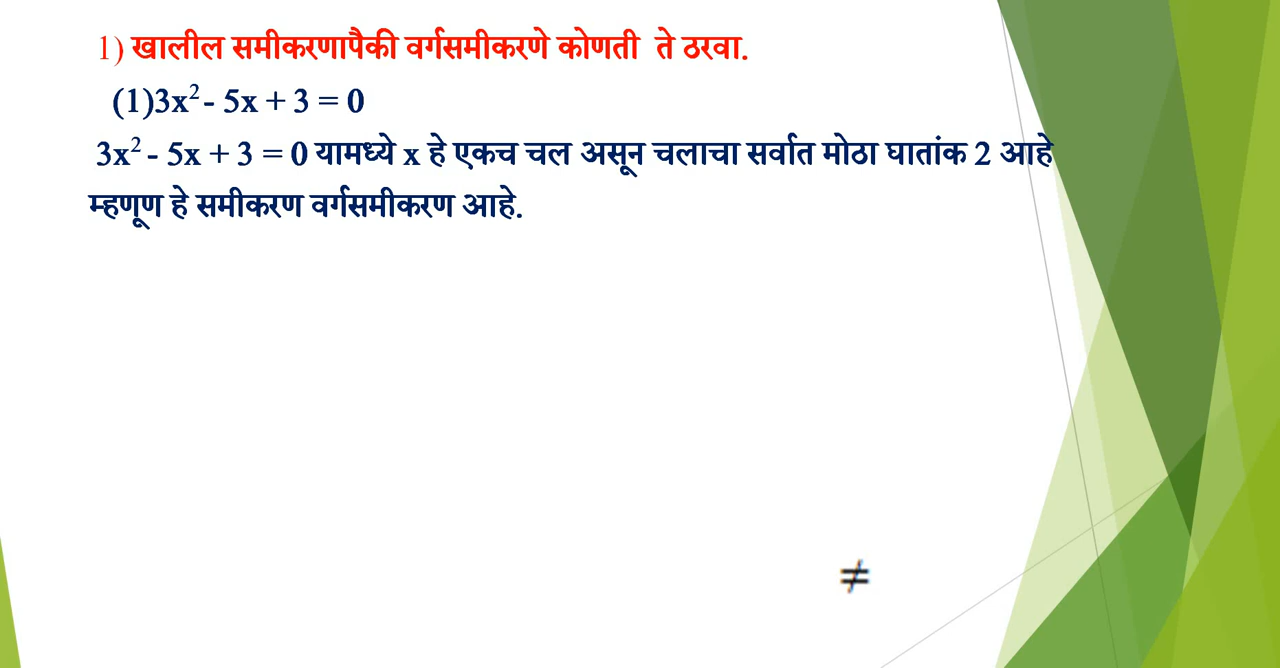 1) खालील समीकरणापैकी वर्गसमीकरणे कोणती ते ठरवा.
(1)3x² - 5x + 3 = 0
3x² - 5x + 3 = 0 यामध्ये x हे एकच चल असून चलाचा सर्वात मोठा घातांक 2 आहे
म्हणूण हे समीकरण वर्गसमीकरण आहे.
≠